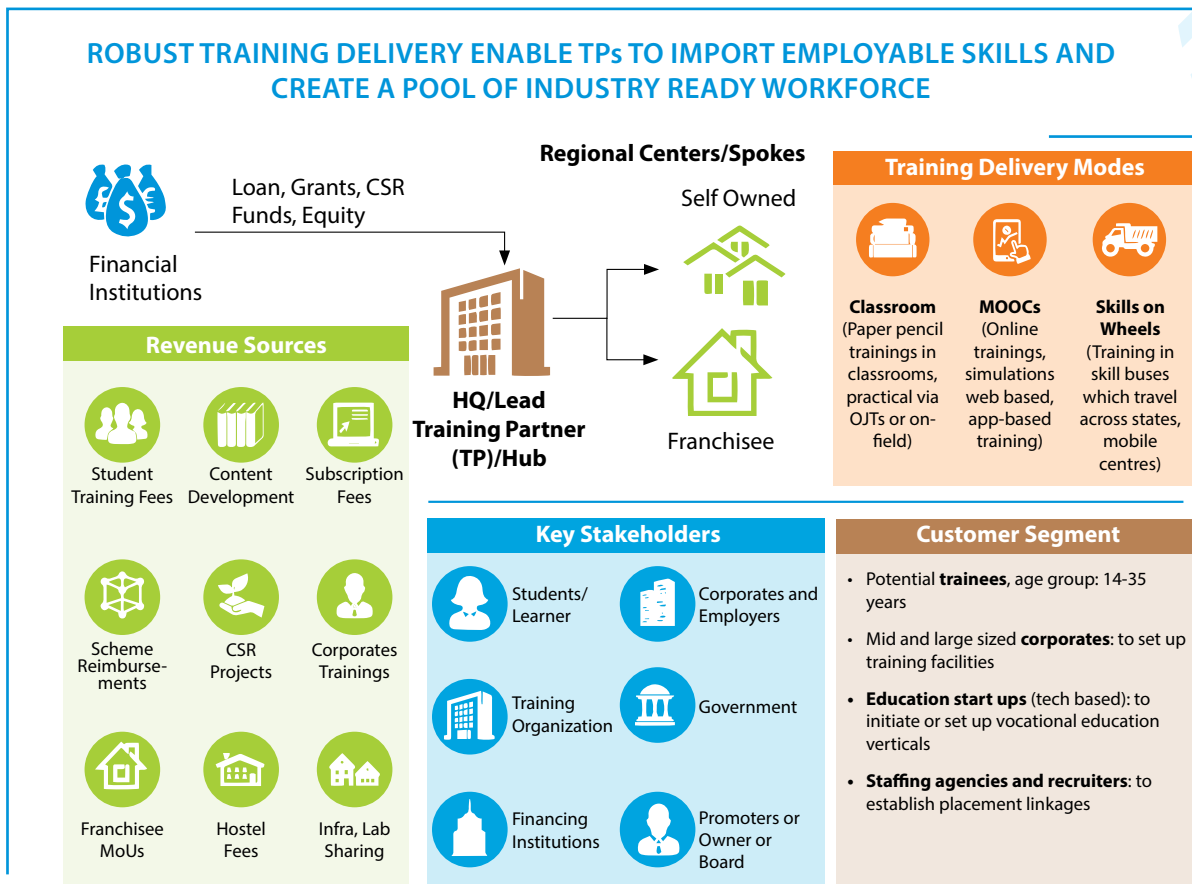 ROBUST TRAINING DELIVERY ENABLE TPs TO IMPORT EMPLOYABLE SKILLS AND
CREATE A POOL OF INDUSTRY READY WORKFORCE
£
€
$
Financial
Institutions
Loan, Grants, CSR
Funds, Equity
HQ/Lead
Training Partner
(TP)/Hub
Regional Centers/Spokes
Self Owned
Franchisee
Training Delivery Modes
Classroom
(Paper pencil
trainings in
classrooms,
practical via
OJTs or on-
field)
MOOCs
(Online
trainings,
simulations
web based,
app-based
training)
Skills on
Wheels
(Training in
skill buses
which travel
across states,
mobile
centres)
Revenue Sources
Student
Training Fees
Content
Development
Subscription
Fees
Scheme
Reimburse-
ments
CSR
Projects
Corporates
Trainings
Franchisee
MoUs
Hostel
Fees
Infra, Lab
Sharing
Key Stakeholders
Students/
Learner
Corporates and
Employers
Training
Organization
Government
Financing
Institutions
Promoters or
Owner or
Board
Customer Segment
• Potential trainees, age group: 14-35
years
• Mid and large sized corporates: to set up
training facilities
• Education start ups (tech based): to
initiate or set up vocational education
verticals
• Staffing agencies and recruiters: to
establish placement linkages